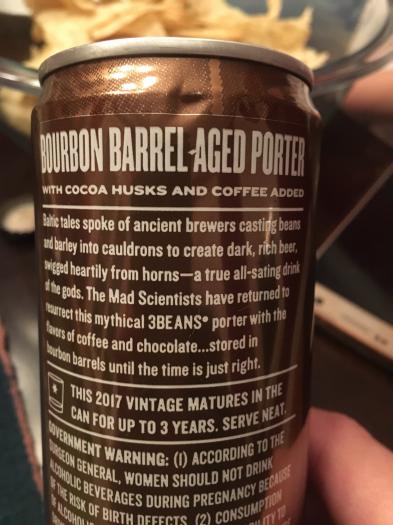 BOURBON BARREL-AGED PORTER
WITH COCOA HUSKS AND COFFEE ADDED
Baltic tales spoke of ancient brewers casting beans
and barley into cauldrons to create dark, rich beer,
swigged heartily from horns—a true all-sating drink
of the gods. The Mad Scientists have returned to
resurrect this mythical 3BEANS® porter with the
flavors of coffee and chocolate...stored in
bourbon barrels until the time is just right.
THIS 2017 VINTAGE MATURES IN THE
CAN FOR UP TO 3 YEARS. SERVE NEAT.
GOVERNMENT WARNING: (1) ACCORDING TO THE
SURGEON GENERAL, WOMEN SHOULD NOT DRINK
ALCOHOLIC BEVERAGES DURING PREGNANCY BECAUSE
OF THE RISK OF BIRTH DEFECTS. (2) CONSUMPTION
OF ALCOHOLIC